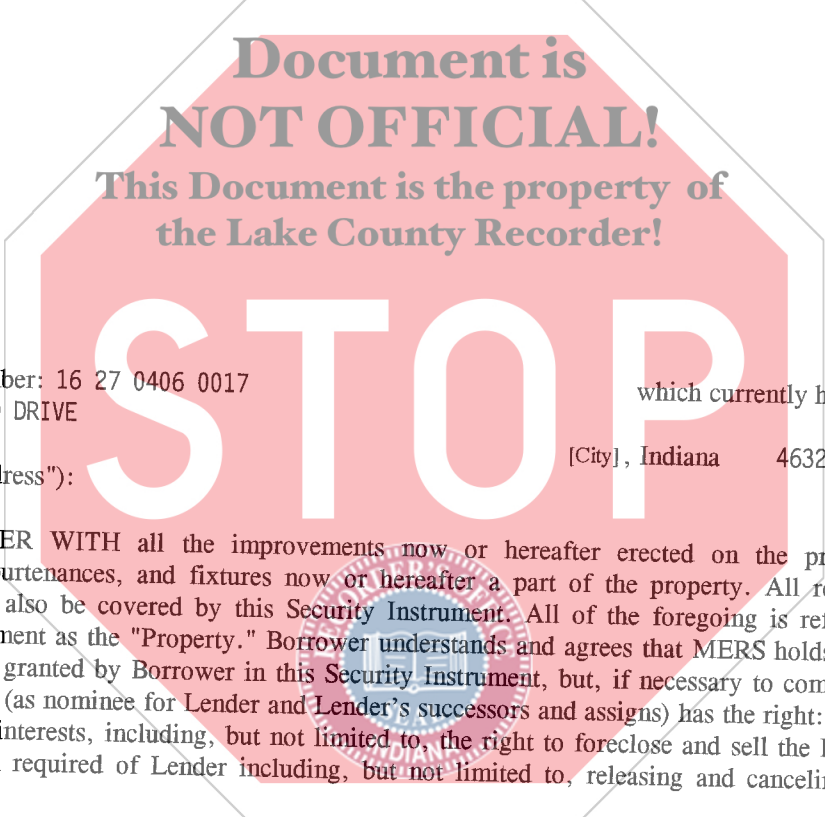 Document is
NOT OFFICIAL!
This Document is the property of
the Lake County Recorder!
STOP
ber: 16 27 0406 0017
which currently h
DRIVE
[City], Indiana 4632
ress"):
ER WITH all the improvements now or hereafter erected on the pr
urtenances, and fixtures now or hereafter a part of the property. All re
also be covered by this Security Instrument. All of the foregoing is ref
ment as the "Property." Borrower understands and agrees that MERS holds
granted by Borrower in this Security Instrument, but, if necessary to com
(as nominee for Lender and Lender's successors and assigns) has the right:
interests, including, but not limited to, the right to foreclose and sell the
required of Lender including, but not limited to, releasing and cancelin
SEAL
INDIANA